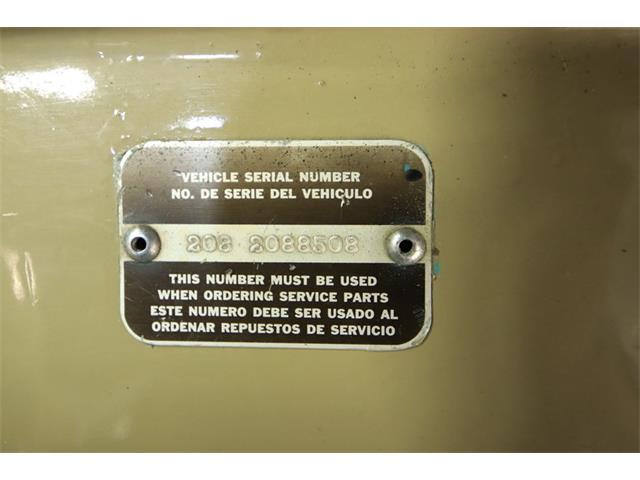 VEHICLE SERIAL NUMBER
NO. DE SERIE DEL VEHICULO
208 2088508
THIS NUMBER MUST BE USED
WHEN ORDERING SERVICE PARTS
ESTE NUMERO DEBE SER USADO AL
ORDENAR REPUESTOS DE SERVICIO